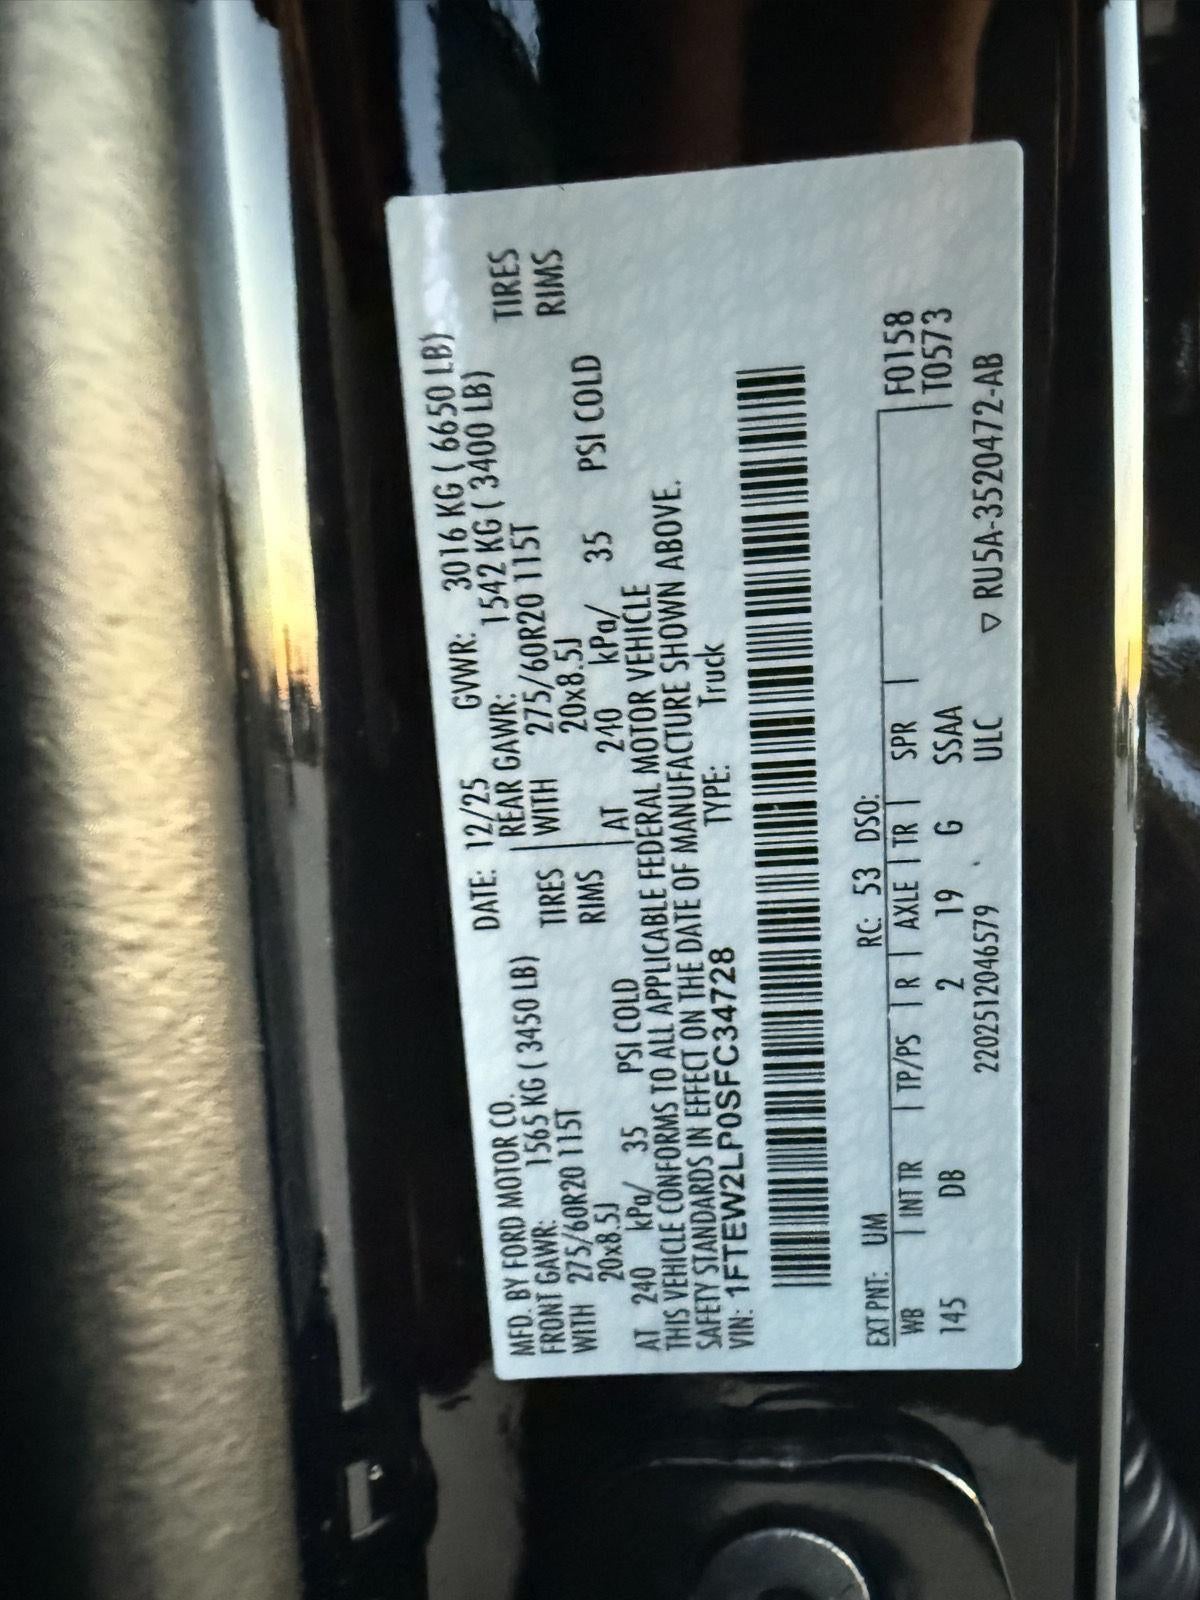 MFD. BY FORD MOTOR CO. DATE: 12/25 GVWR: 3016 KG ( 6650 LB)
FRONT GAWR: 1565 KG ( 3450 LB) REAR GAWR: 1542 KG ( 3400 LB)
WITH 275/60R20 115T TIRES WITH 275/60R20 115T TIRES
20x8.5J RIMS 20x8.5J RIMS
AT 240 kPa/ 35 PSI COLD AT 240 kPa/ 35 PSI COLD
THIS VEHICLE CONFORMS TO ALL APPLICABLE FEDERAL MOTOR VEHICLE
SAFETY STANDARDS IN EFFECT ON THE DATE OF MANUFACTURE SHOWN ABOVE.
VIN: 1FTEW2LP0SFC34728 TYPE: Truck
EXT PNT: UM RC: 53 DSO:
WB | INT TR | TP/PS | R | AXLE | TR | SPR | F0158
145 DB 2 19 G SSAA T0573
2202512046579 ULC ▽ RU5A-3520472-AB